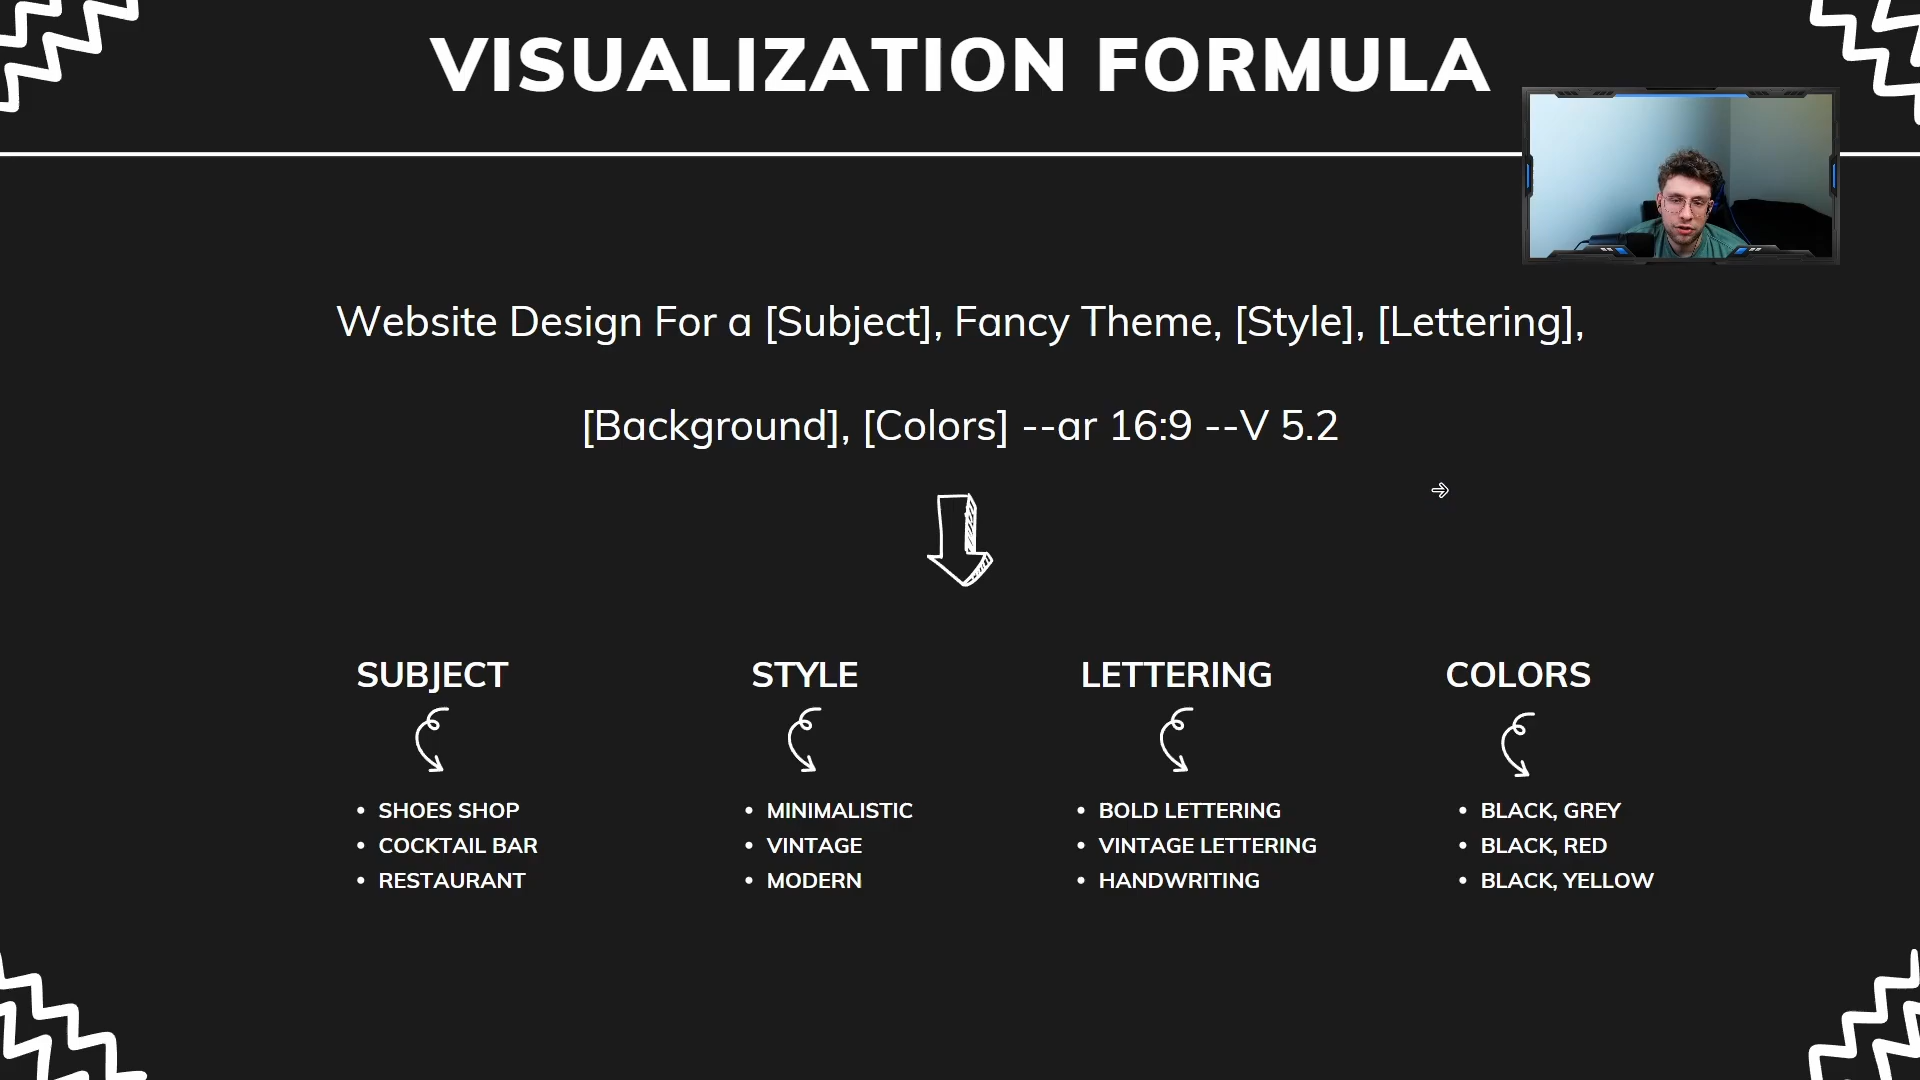 VISUALIZATION FORMULA
Website Design For a [Subject], Fancy Theme, [Style], [Lettering],
[Background], [Colors] --ar 16:9 --V 5.2
SUBJECT
SHOES SHOP
COCKTAIL BAR
RESTAURANT
STYLE
MINIMALISTIC
VINTAGE
MODERN
LETTERING
BOLD LETTERING
VINTAGE LETTERING
HANDWRITING
COLORS
BLACK, GREY
BLACK, RED
BLACK, YELLOW